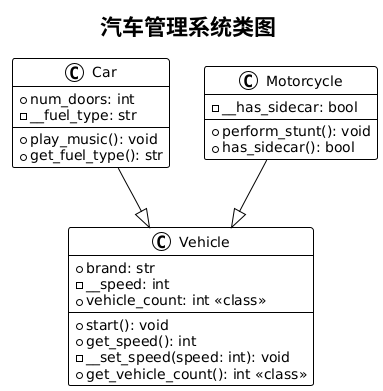 汽车管理系统类图
C Car
num_doors: int
__fuel_type: str
play_music(): void
get_fuel_type(): str
C Motorcycle
__has_sidecar: bool
perform_stunt(): void
has_sidecar(): bool
C Vehicle
brand: str
__speed: int
vehicle_count: int «class»
start(): void
get_speed(): int
__set_speed(speed: int): void
get_vehicle_count(): int «class»